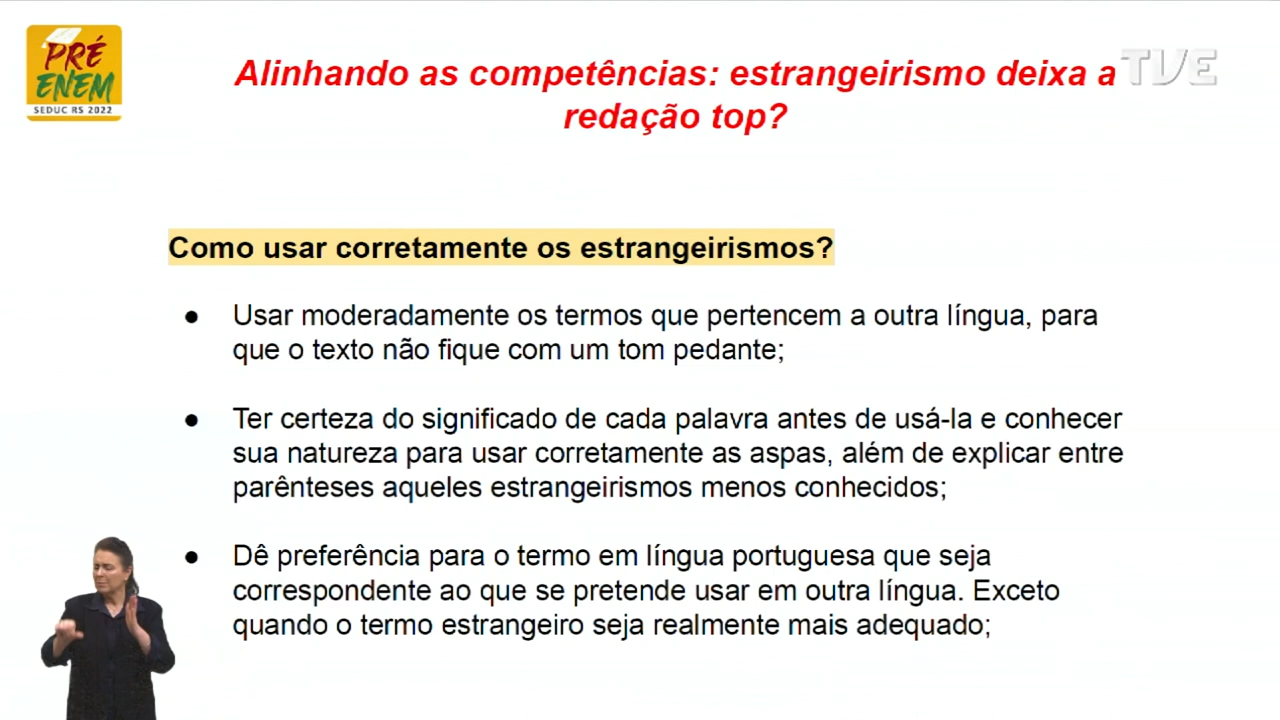 PRÉ
ENEM
SEDUC RS 2022
Alinhando as competências: estrangeirismo deixa a
redação top?
TVE
Como usar corretamente os estrangeirismos?
● Usar moderadamente os termos que pertencem a outra língua, para
que o texto não fique com um tom pedante;
● Ter certeza do significado de cada palavra antes de usá-la e conhecer
sua natureza para usar corretamente as aspas, além de explicar entre
parênteses aqueles estrangeirismos menos conhecidos;
● Dê preferência para o termo em língua portuguesa que seja
correspondente ao que se pretende usar em outra língua. Exceto
quando o termo estrangeiro seja realmente mais adequado;